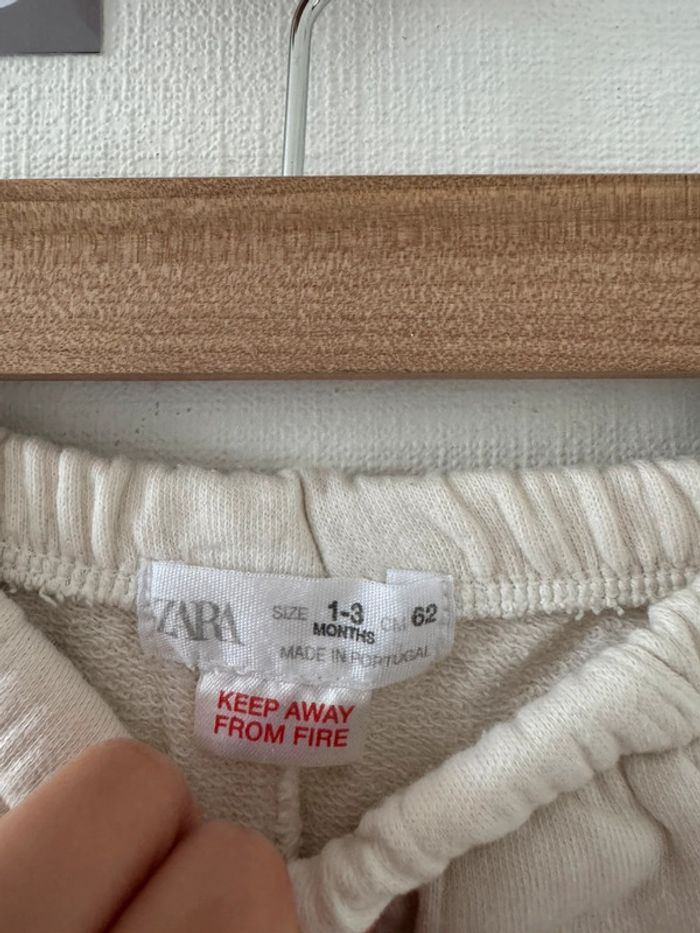 ZARA SIZE 1-3 MONTHS CM 62
MADE IN PORTUGAL
KEEP AWAY
FROM FIRE